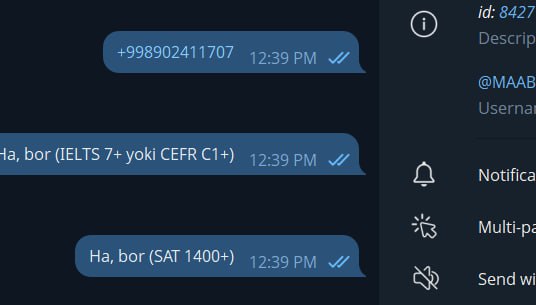 +998902411707 12:39 PM
Ha, bor (IELTS 7+ yoki CEFR C1+) 12:39 PM
Ha, bor (SAT 1400+) 12:39 PM
id: 8427
Descrip
@MAAB
Userna
Notifica
Multi-pa
Send wi